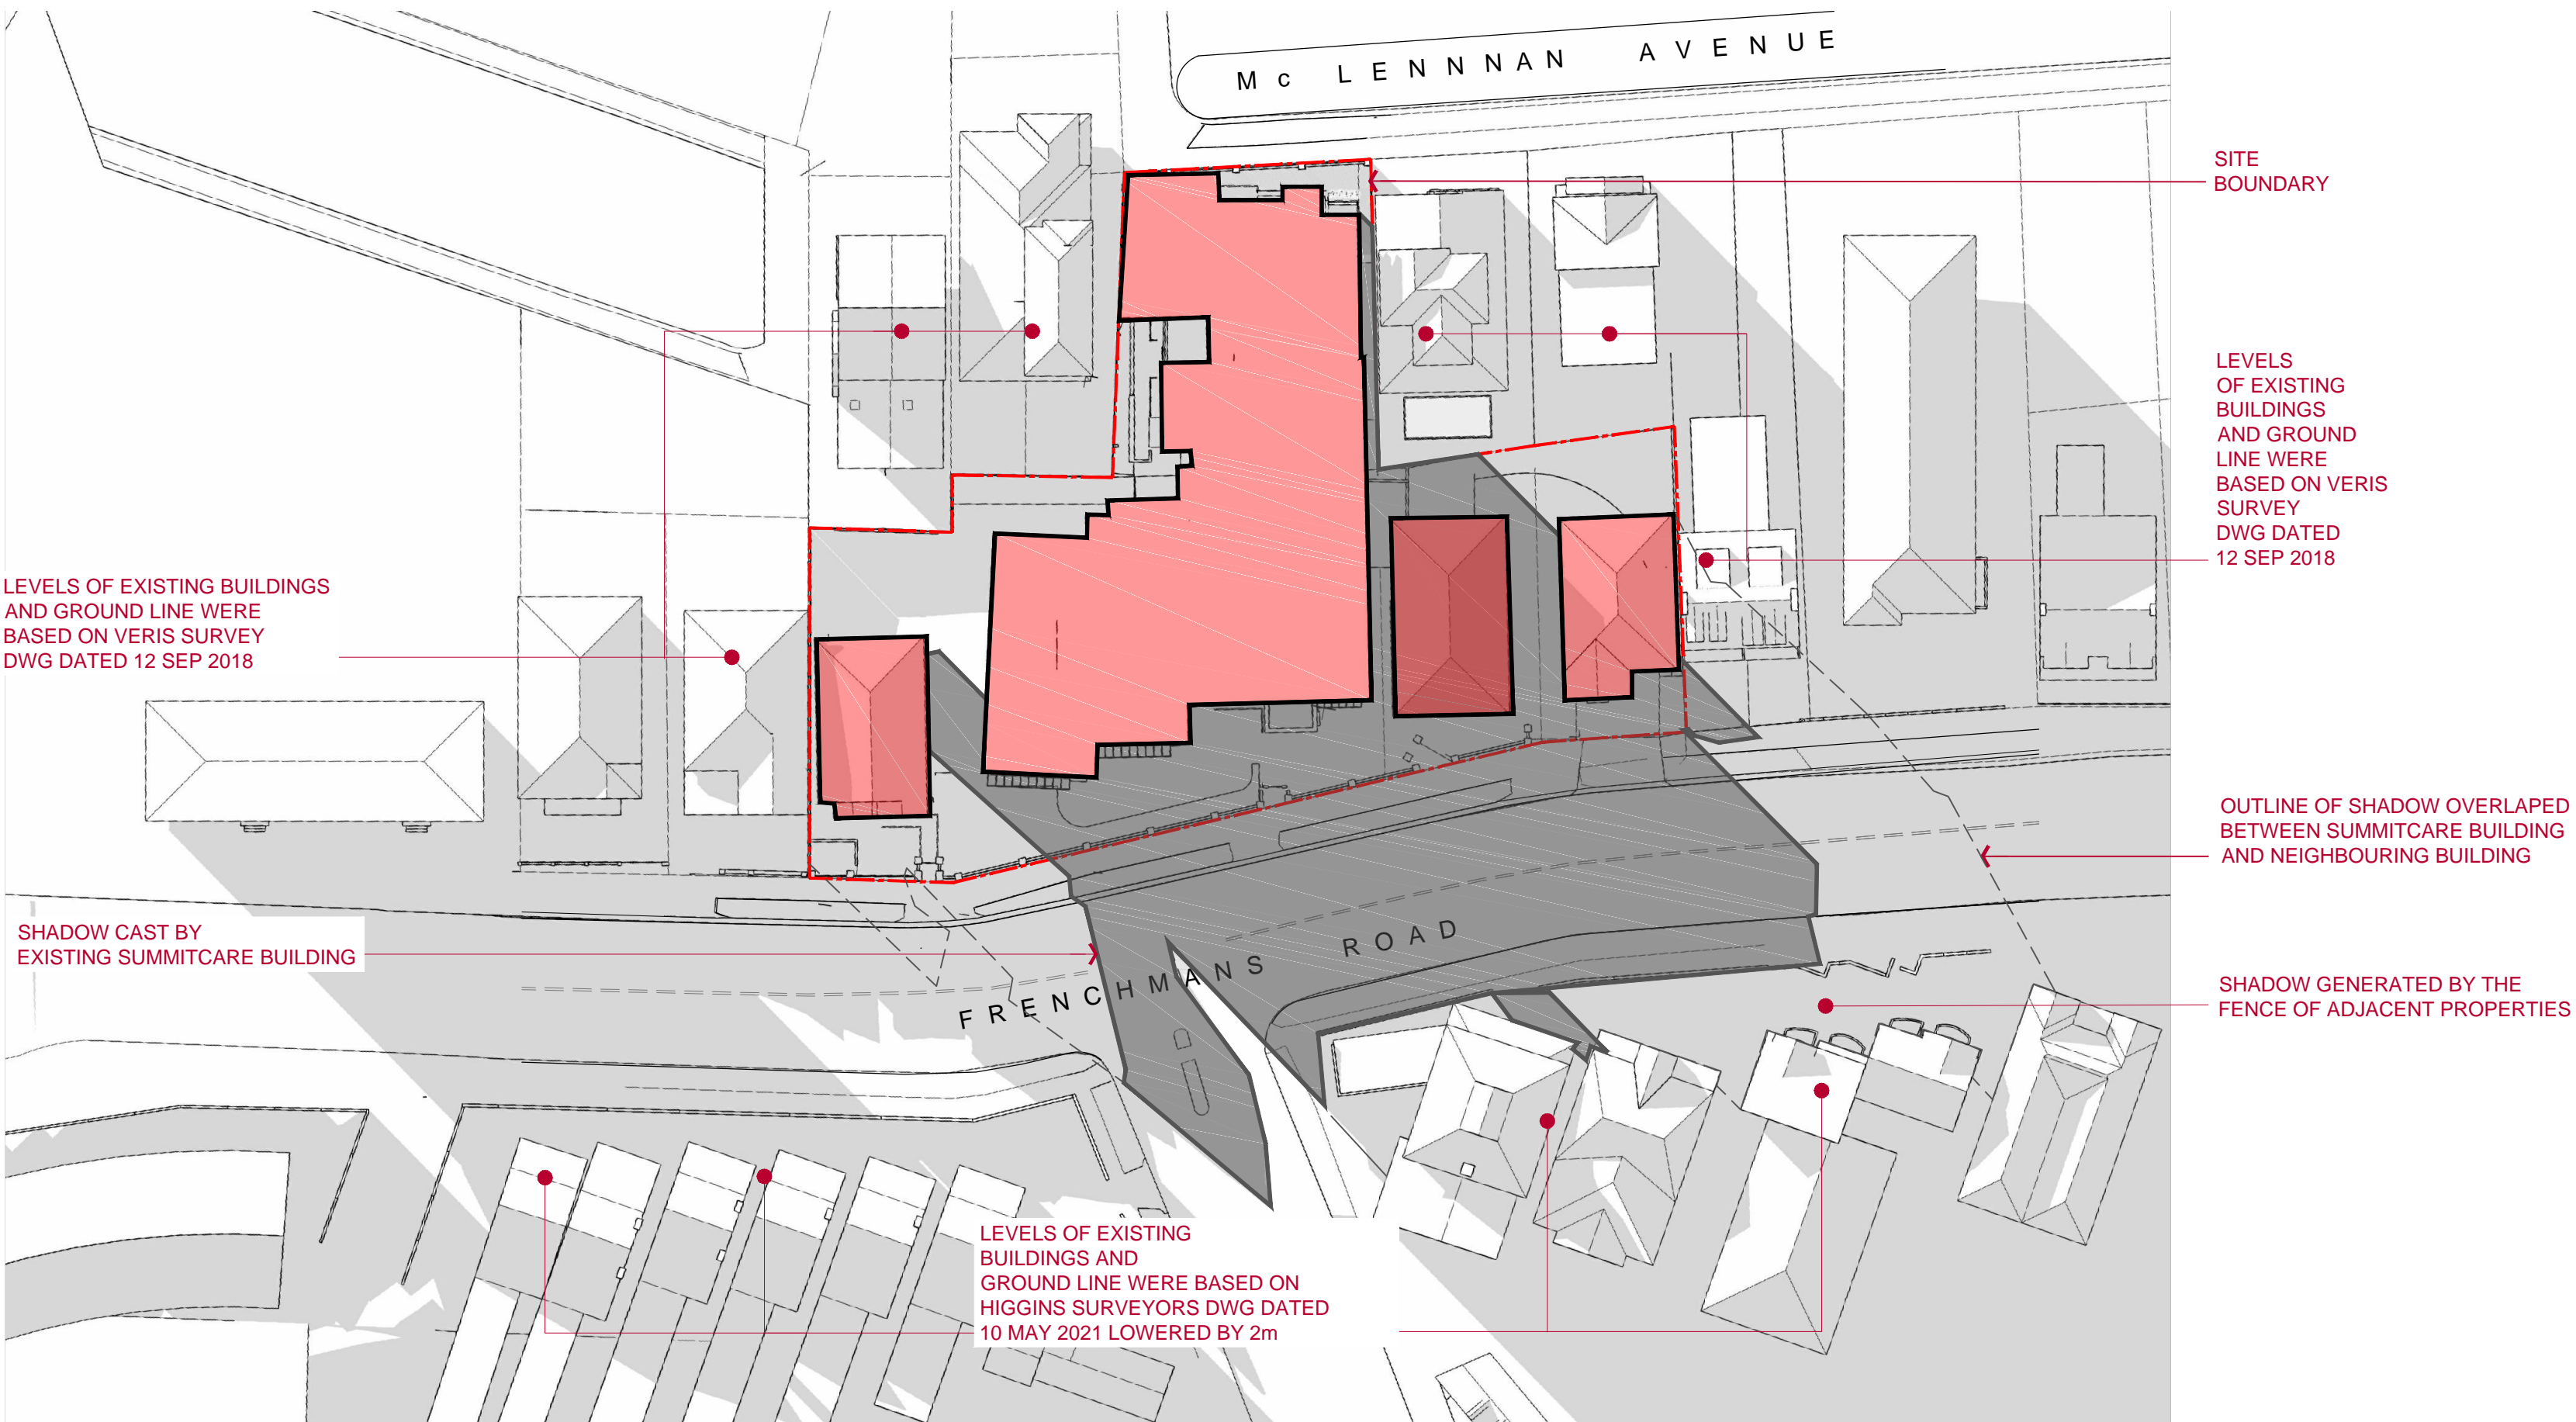 Mc LENNNAN AVENUE
SITE
BOUNDARY
LEVELS
OF EXISTING
BUILDINGS
AND GROUND
LINE WERE
BASED ON VERIS
SURVEY
DWG DATED
12 SEP 2018
LEVELS OF EXISTING BUILDINGS
AND GROUND LINE WERE
BASED ON VERIS SURVEY
DWG DATED 12 SEP 2018
OUTLINE OF SHADOW OVERLAPED
BETWEEN SUMMITCARE BUILDING
AND NEIGHBOURING BUILDING
SHADOW CAST BY
EXISTING SUMMITCARE BUILDING
FRENCHMANS ROAD
SHADOW GENERATED BY THE
FENCE OF ADJACENT PROPERTIES
LEVELS OF EXISTING
BUILDINGS AND
GROUND LINE WERE BASED ON
HIGGINS SURVEYORS DWG DATED
10 MAY 2021 LOWERED BY 2m